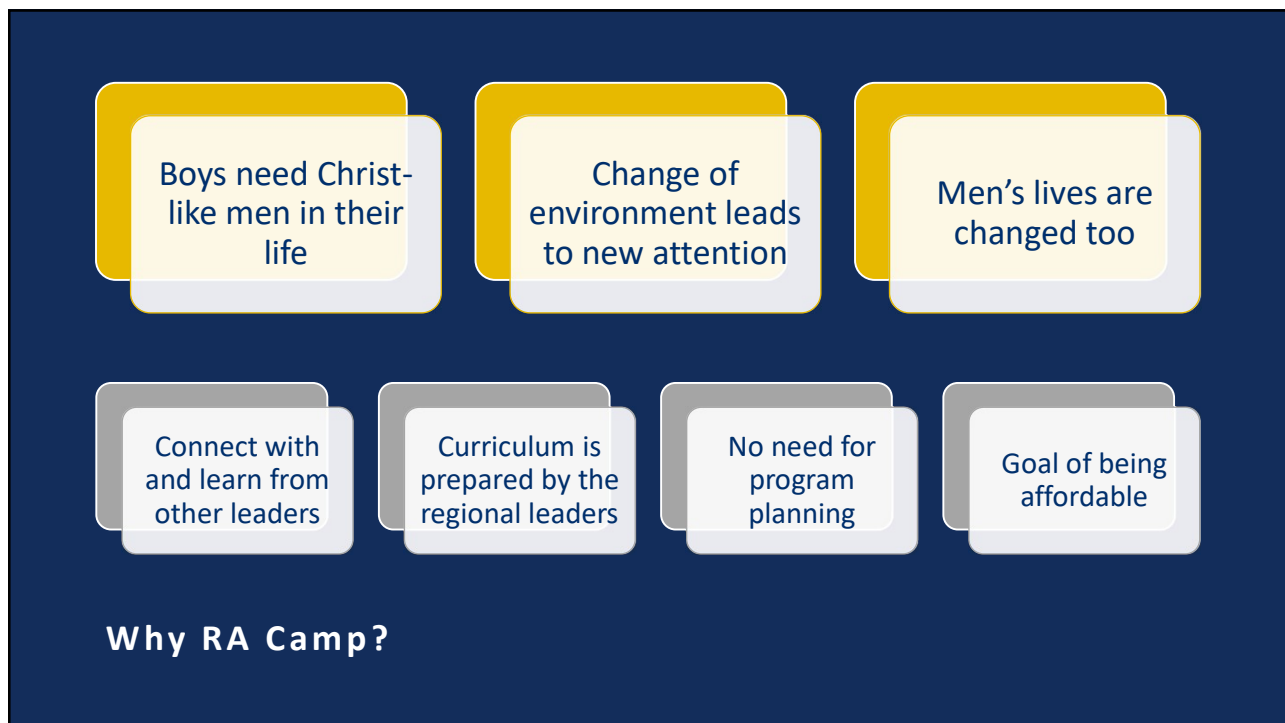 Boys need Christ-
like men in their
life
Change of
environment leads
to new attention
Men’s lives are
changed too
Connect with
and learn from
other leaders
Curriculum is
prepared by the
regional leaders
No need for
program
planning
Goal of being
affordable
Why RA Camp?